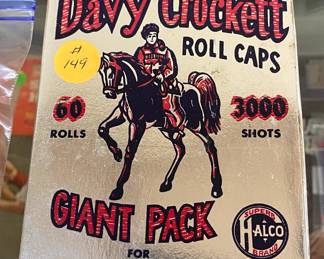 Davy Crockett
ROLL CAPS
#
149
60
ROLLS
3000
SHOTS
GIANT PACK
FOR
SUPERB
HALCO
BRAND